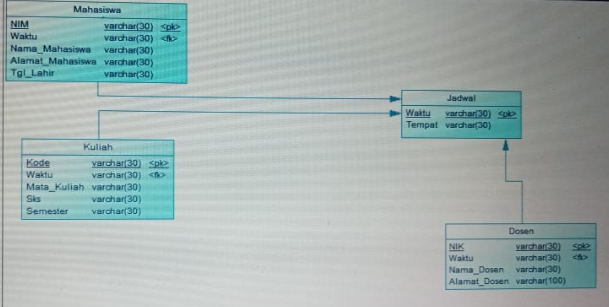 Mahasiswa
NIM varchar(30) <pk>
Waktu varchar(30) <fk>
Nama_Mahasiswa varchar(30)
Alamat_Mahasiswa varchar(30)
Tgl_Lahir varchar(30)
Jadwal
Waktu varchar(30) <pk>
Tempat varchar(30)
Kuliah
Kode varchar(30) <pk>
Waktu varchar(30) <fk>
Mata_Kuliah varchar(30)
Sks varchar(30)
Semester varchar(30)
Dosen
NIK varchar(30) <pk>
Waktu varchar(30) <fk>
Nama_Dosen varchar(30)
Alamat_Dosen varchar(100)